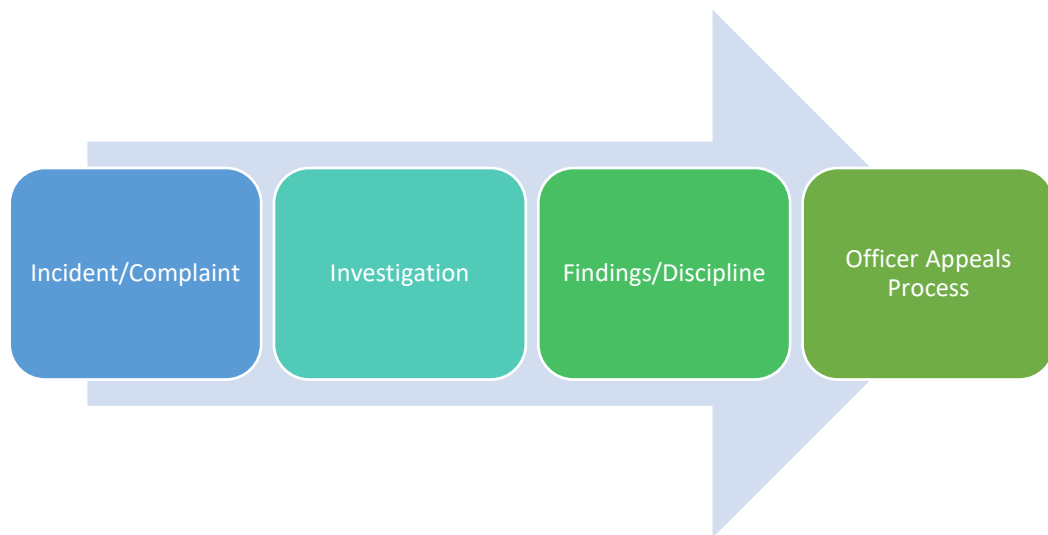 Incident/Complaint
Investigation
Findings/Discipline
Officer Appeals
Process